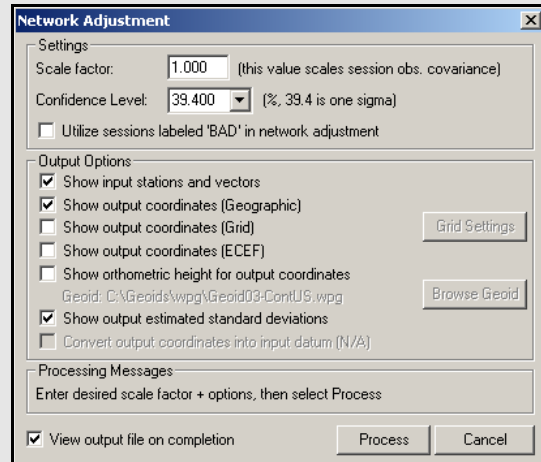 Network Adjustment
Settings
Scale factor: 1.000 (this value scales session obs. covariance)
Confidence Level: 39.400 (%, 39.4 is one sigma)
Utilize sessions labeled 'BAD' in network adjustment
Output Options
Show input stations and vectors
Show output coordinates (Geographic)
Show output coordinates (Grid)
Grid Settings
Show output coordinates (ECEF)
Show orthometric height for output coordinates
Geoid: C:\Geoids\wpg\Geoid03-ContUS.wpg
Browse Geoid
Show output estimated standard deviations
Convert output coordinates into input datum (N/A)
Processing Messages
Enter desired scale factor + options, then select Process
View output file on completion
Process
Cancel